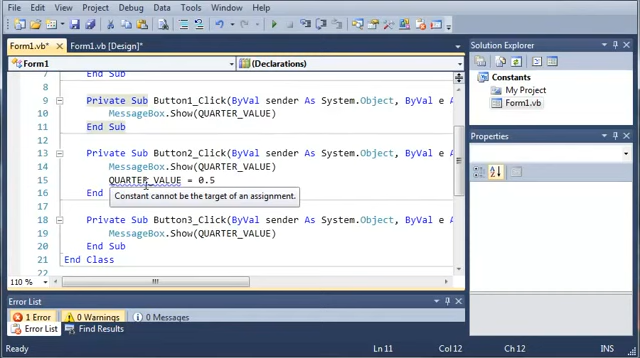 File Edit View Project Build Debug Team Data Tools Test Window Help
Form1.vb* Form1.vb [Design]*
Form1 (Declarations)
7 End Sub
8
9 Private Sub Button1_Click(ByVal sender As System.Object, ByVal e A
10 MessageBox.Show(QUARTER_VALUE)
11 End Sub
12
13 Private Sub Button2_Click(ByVal sender As System.Object, ByVal e A
14 MessageBox.Show(QUARTER_VALUE)
15 QUARTER_VALUE = 0.5
16 End
Constant cannot be the target of an assignment.
17
18 Private Sub Button3_Click(ByVal sender As System.Object, ByVal e A
19 MessageBox.Show(QUARTER_VALUE)
20 End Sub
21 End Class
22
110 %
Solution Explorer
Constants
My Project
Form1.vb
Properties
Error List
1 Error 0 Warnings 0 Messages
Error List Find Results
Ready Ln 11 Col 12 Ch 12 INS